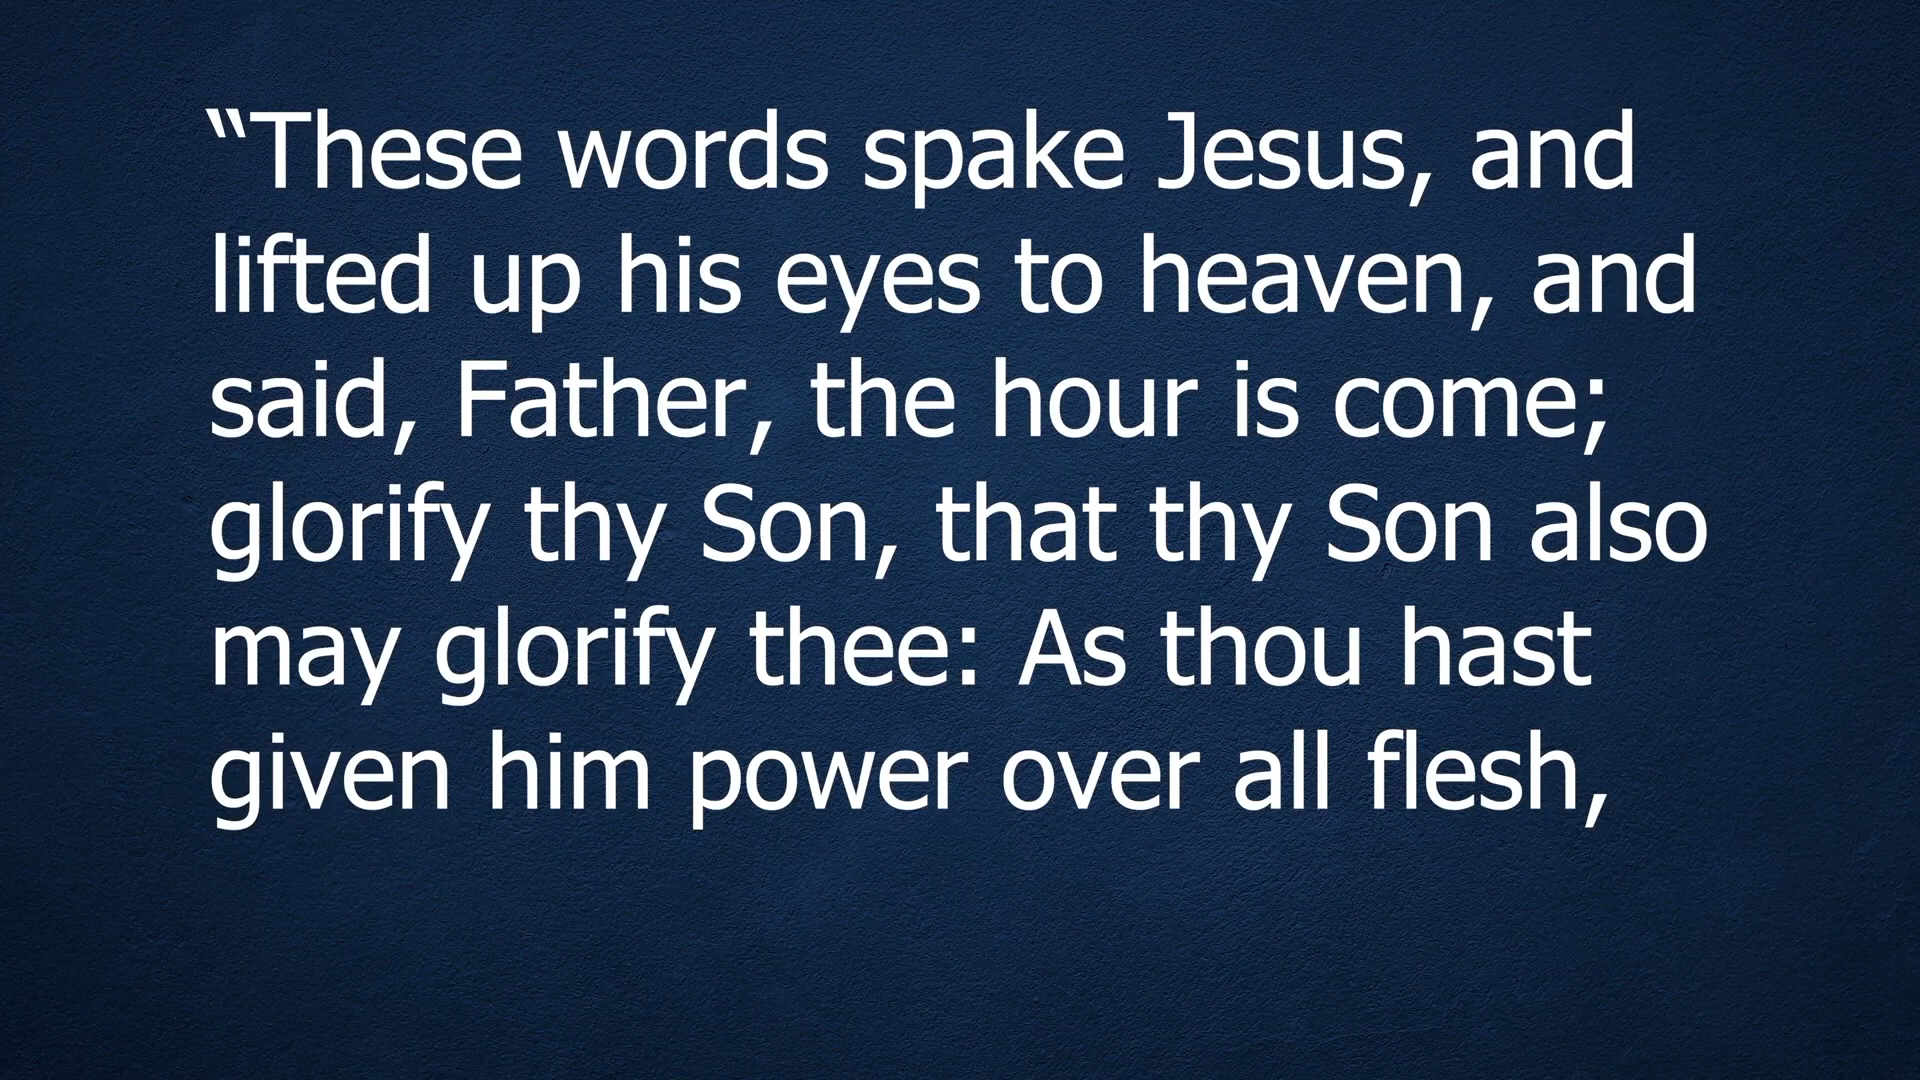 “These words spake Jesus, and
lifted up his eyes to heaven, and
said, Father, the hour is come;
glorify thy Son, that thy Son also
may glorify thee: As thou hast
given him power over all flesh,